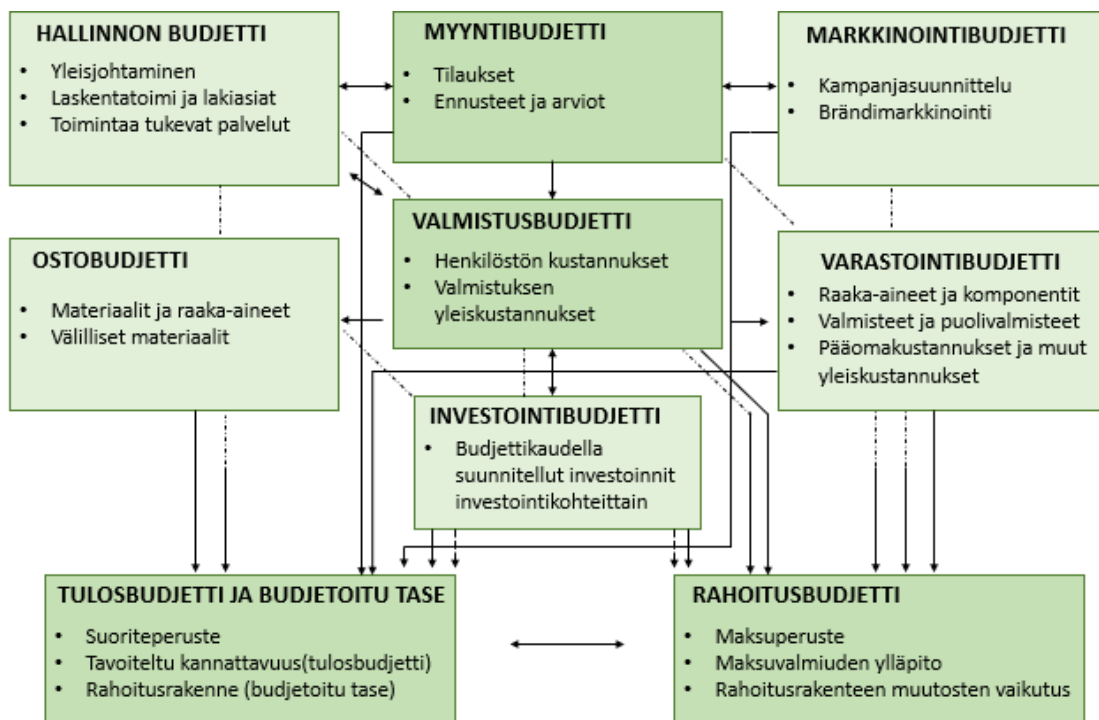 HALLINNON BUDJETTI
• Yleisjohtaminen
• Laskentatoimi ja lakiasiat
• Toimintaa tukevat palvelut
MYYNTIBUDJETTI
• Tilaukset
• Ennusteet ja arviot
MARKKINOINTIBUDJETTI
• Kampanjasuunnittelu
• Brändimarkkinointi
OSTOBUDJETTI
• Materiaalit ja raaka-aineet
• Välilliset materiaalit
VALMISTUSBUDJETTI
• Henkilöstön kustannukset
• Valmistuksen
yleiskustannukset
VARASTOINTIBUDJETTI
• Raaka-aineet ja komponentit
• Valmisteet ja puolivalmisteet
• Pääomakustannukset ja muut
yleiskustannukset
INVESTOINTIBUDJETTI
• Budjettikaudella
suunnitellut investoinnit
investointikohteittain
TULOSBUDJETTI JA BUDJETOITU TASE
• Suoriteperuste
• Tavoiteltu kannattavuus(tulosbudjetti)
• Rahoitusrakenne (budjetoitu tase)
RAHOITUSBUDJETTI
• Maksuperuste
• Maksuvalmiuden ylläpito
• Rahoitusrakenteen muutosten vaikutus